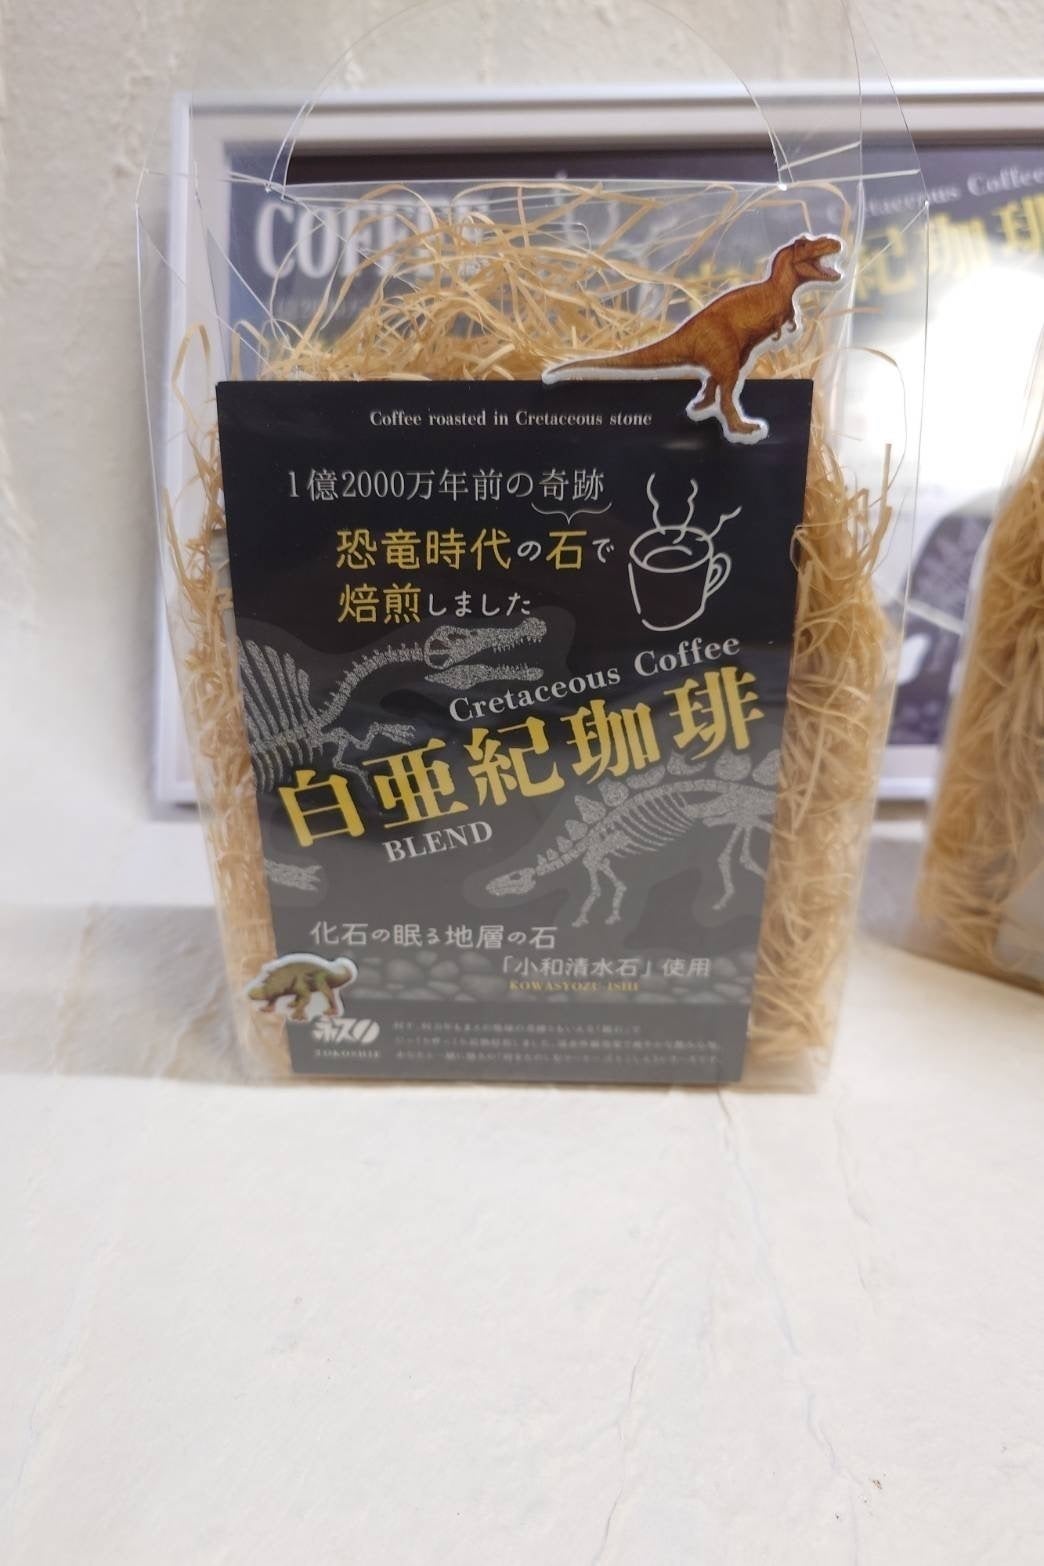 COFFEE
Cretaceous Coffee
紀珈琲
Coffee roasted in Cretaceous stone
1億2000万年前の奇跡
恐竜時代の石で
焙煎しました
Cretaceous Coffee
白亜紀珈琲
BLEND
化石の眠る地層の石
「小和清水石」使用
KOWASYOZU ISHI